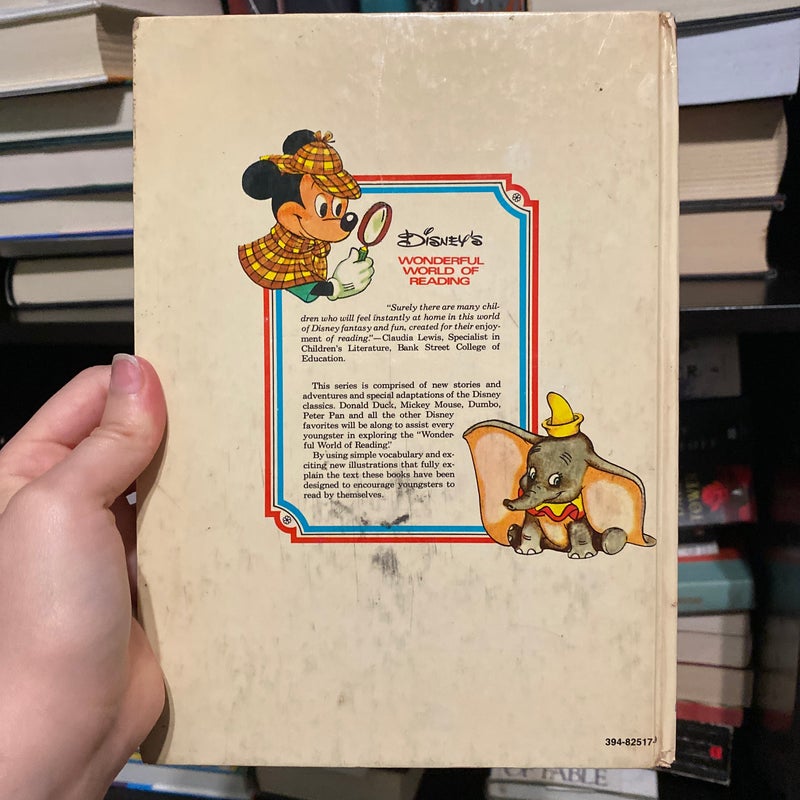 DISNEY'S
WONDERFUL
WORLD OF
READING
"Surely there are many chil-
dren who will feel instantly at home in this world
of Disney fantasy and fun, created for their enjoy-
ment of reading."—Claudia Lewis, Specialist in
Children's Literature, Bank Street College of
Education.
This series is comprised of new stories and
adventures and special adaptations of the Disney
classics. Donald Duck, Mickey Mouse, Dumbo,
Peter Pan and all the other Disney
favorites will be along to assist every
youngster in exploring the "Wonder-
ful World of Reading."
By using simple vocabulary and ex-
citing new illustrations that fully ex-
plain the text these books have been
designed to encourage youngsters to
read by themselves.
394-82517